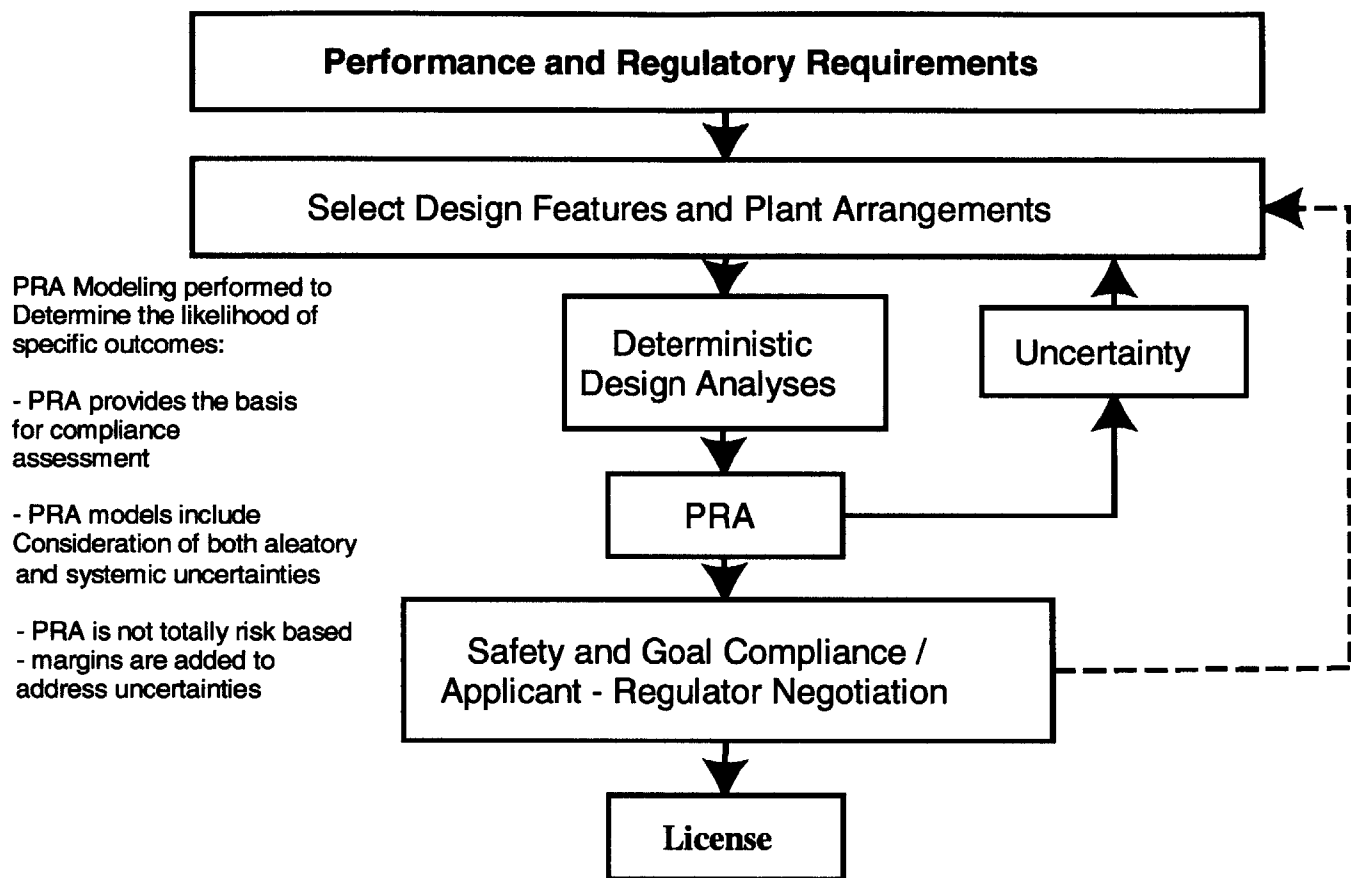 Performance and Regulatory Requirements
Select Design Features and Plant Arrangements
PRA Modeling performed to
Determine the likelihood of
specific outcomes:
- PRA provides the basis
for compliance
assessment
- PRA models include
Consideration of both aleatory
and systemic uncertainties
- PRA is not totally risk based
- margins are added to
address uncertainties
Deterministic
Design Analyses
Uncertainty
PRA
Safety and Goal Compliance /
Applicant - Regulator Negotiation
License